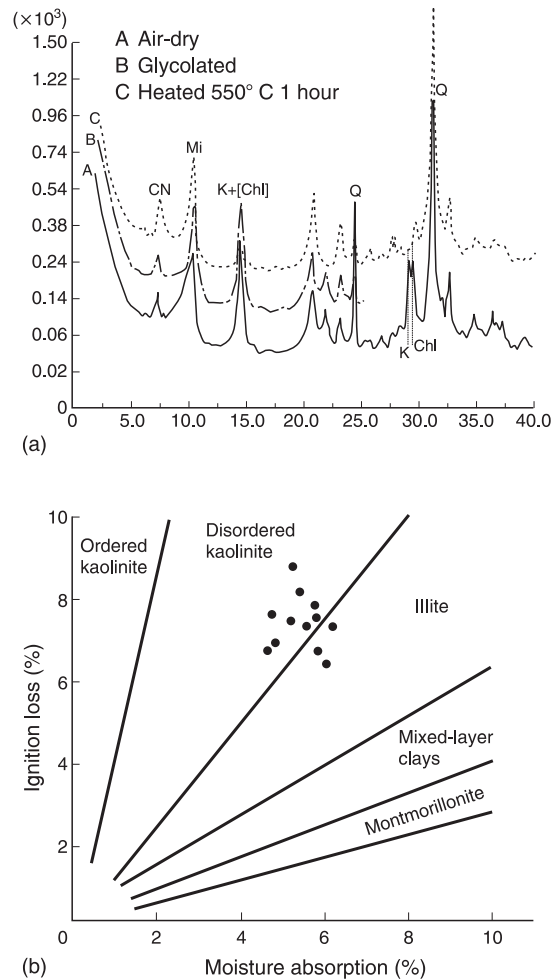 (×10³)
1.50
1.22
0.96
0.74
0.54
0.38
0.24
0.14
0.06
0.02
0
A Air-dry
B Glycolated
C Heated 550° C 1 hour
C
B
A
CN
Mi
K+[Chl]
Q
Q
K
Chl
5.0 10.0 15.0 20.0 25.0 30.0 35.0 40.0
(a)
10
8
6
4
2
0
Ignition loss (%)
Ordered
kaolinite
Disordered
kaolinite
Illite
Mixed-layer
clays
Montmorillonite
2 4 6 8 10
Moisture absorption (%)
(b)